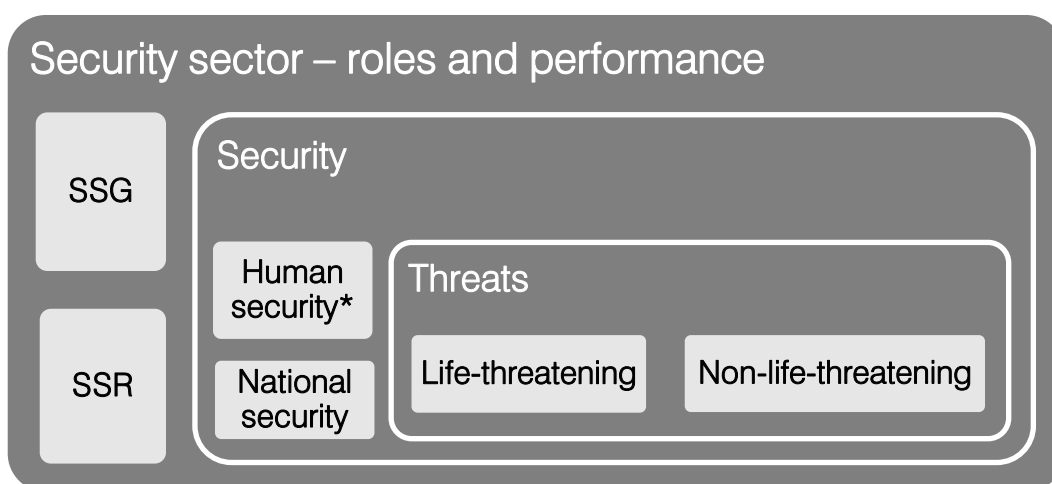 Security sector – roles and performance
SSG
Security
Human
security*
Threats
Life-threatening
Non-life-threatening
SSR
National
security